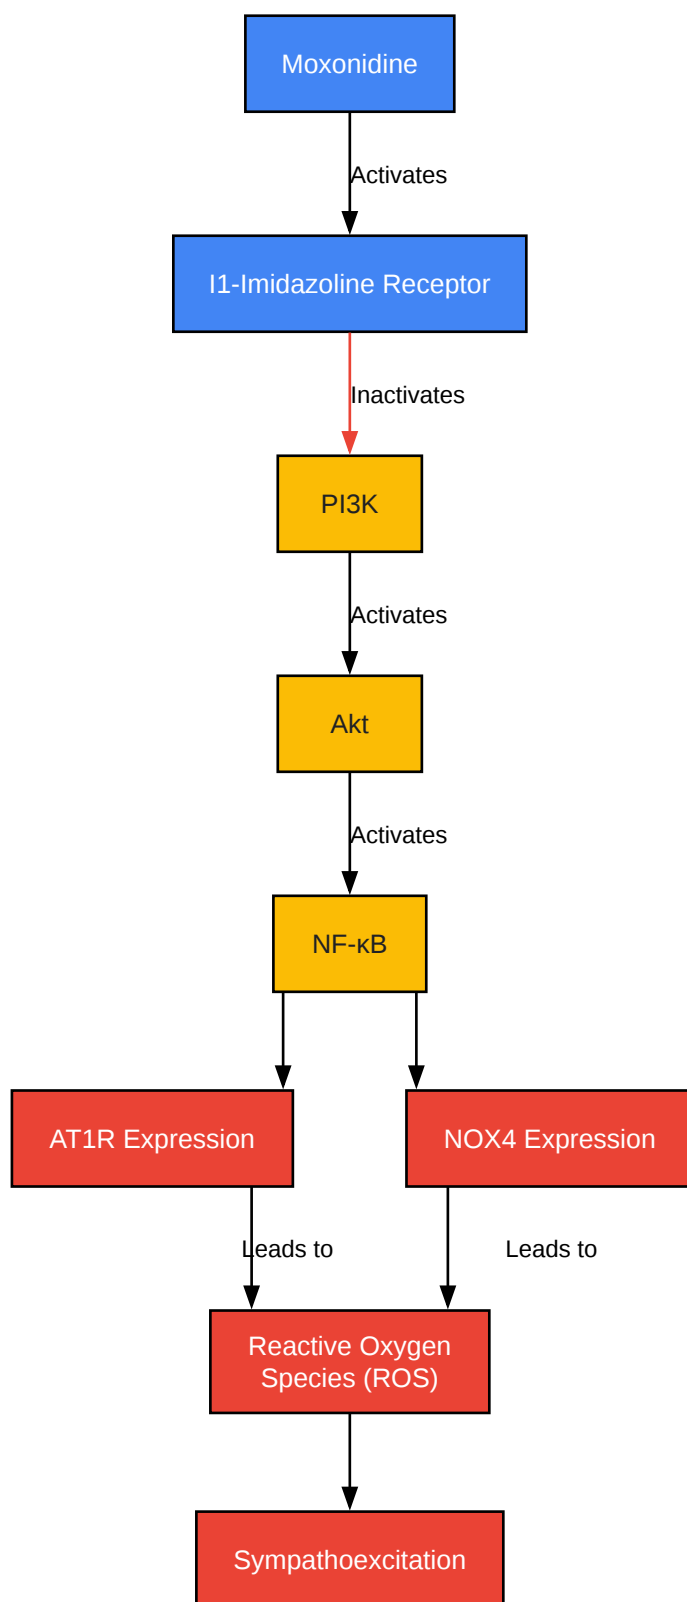 Moxonidine
Activates
I1-Imidazoline Receptor
Inactivates
PI3K
Activates
Akt
Activates
NF-κB
AT1R Expression
NOX4 Expression
Leads to
Leads to
Reactive Oxygen
Species (ROS)
Sympathoexcitation